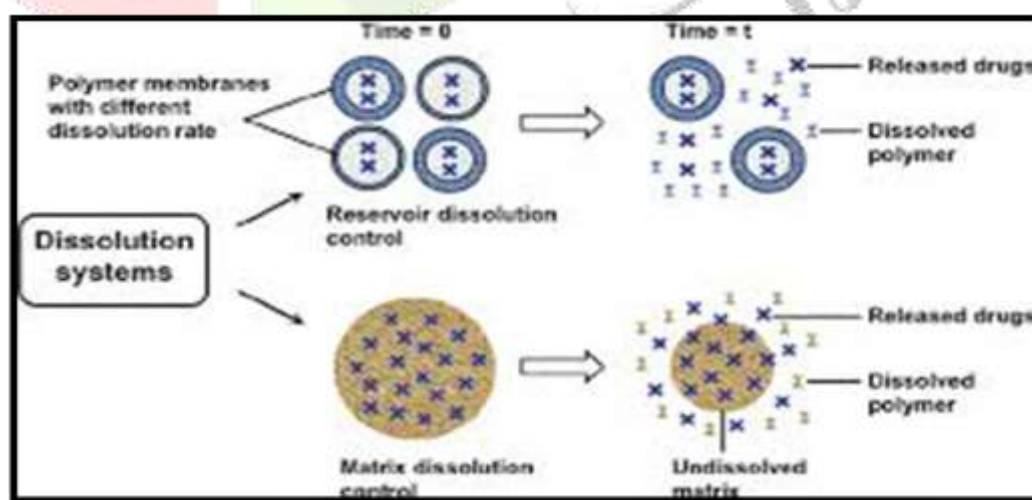 Time = 0
Time = t
Polymer membranes
with different
dissolution rate
Released drugs
Dissolved
polymer
Reservoir dissolution
control
Dissolution
systems
Released drugs
Dissolved
polymer
Matrix dissolution
control
Undissolved
matrix